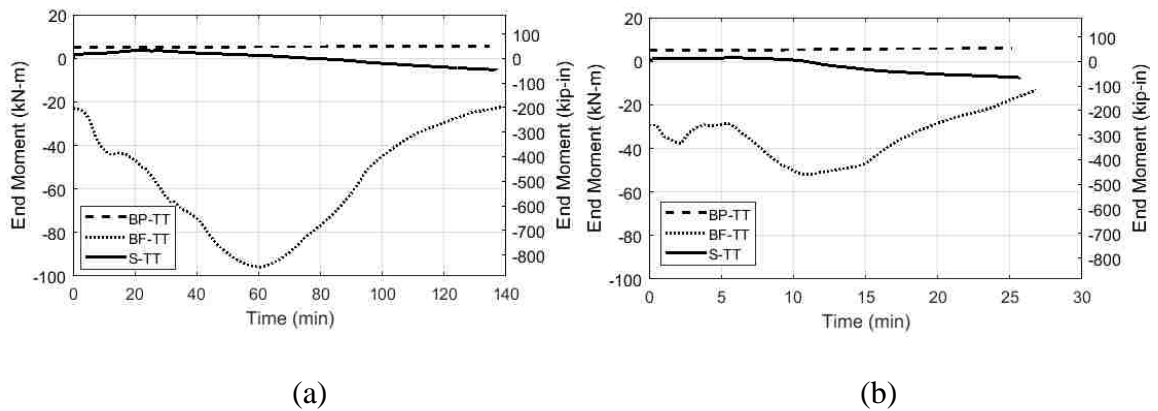 20
0
-20
-40
-60
-80
-100
End Moment (kN-m)
100
0
-100
-200
-300
-400
-500
-600
-700
-800
End Moment (kip-in)
BP-TT
BF-TT
S-TT
0 20 40 60 80 100 120 140
Time (min)
(a)
20
0
-20
-40
-60
-80
-100
End Moment (kN-m)
100
0
-100
-200
-300
-400
-500
-600
-700
-800
End Moment (kip-in)
BP-TT
BF-TT
S-TT
0 5 10 15 20 25 30
Time (min)
(b)